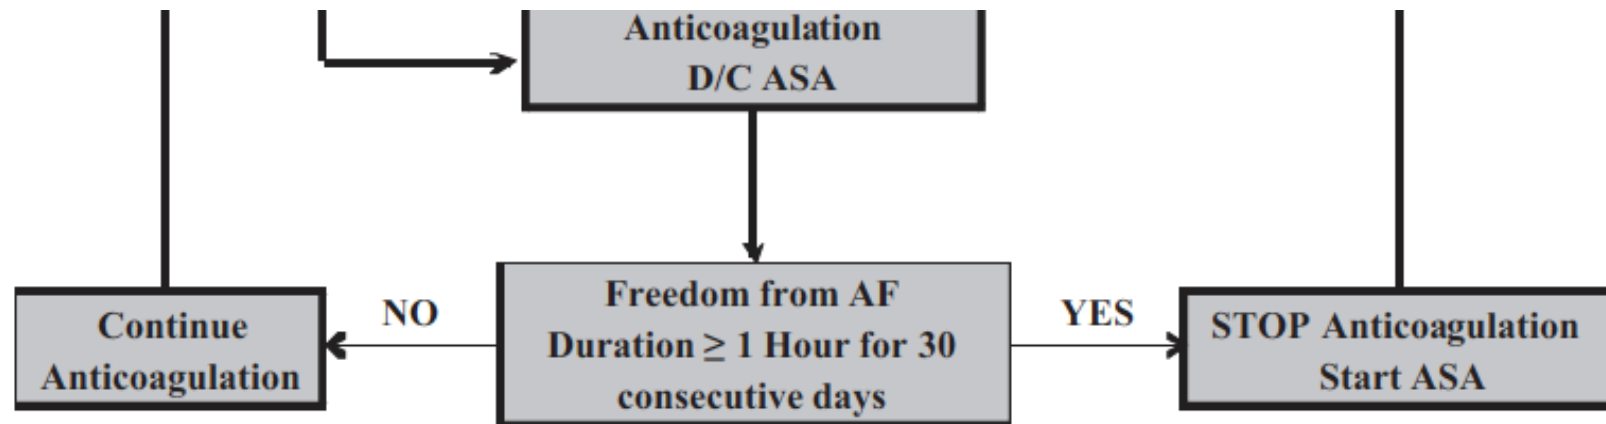 Anticoagulation
D/C ASA
Freedom from AF
Duration ≥ 1 Hour for 30
consecutive days
NO
YES
Continue
Anticoagulation
STOP Anticoagulation
Start ASA